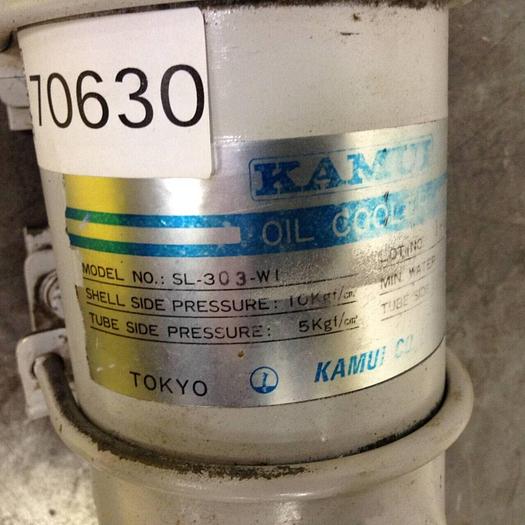 70630
KAMUI
OIL COOLER
MODEL NO.: SL-303-WI
SHELL SIDE PRESSURE: 10Kgf/cm²
TUBE SIDE PRESSURE: 5Kgf/cm²
LOT NO
MIN. WATER
TUBE SIDE
TOKYO
KAMUI CO